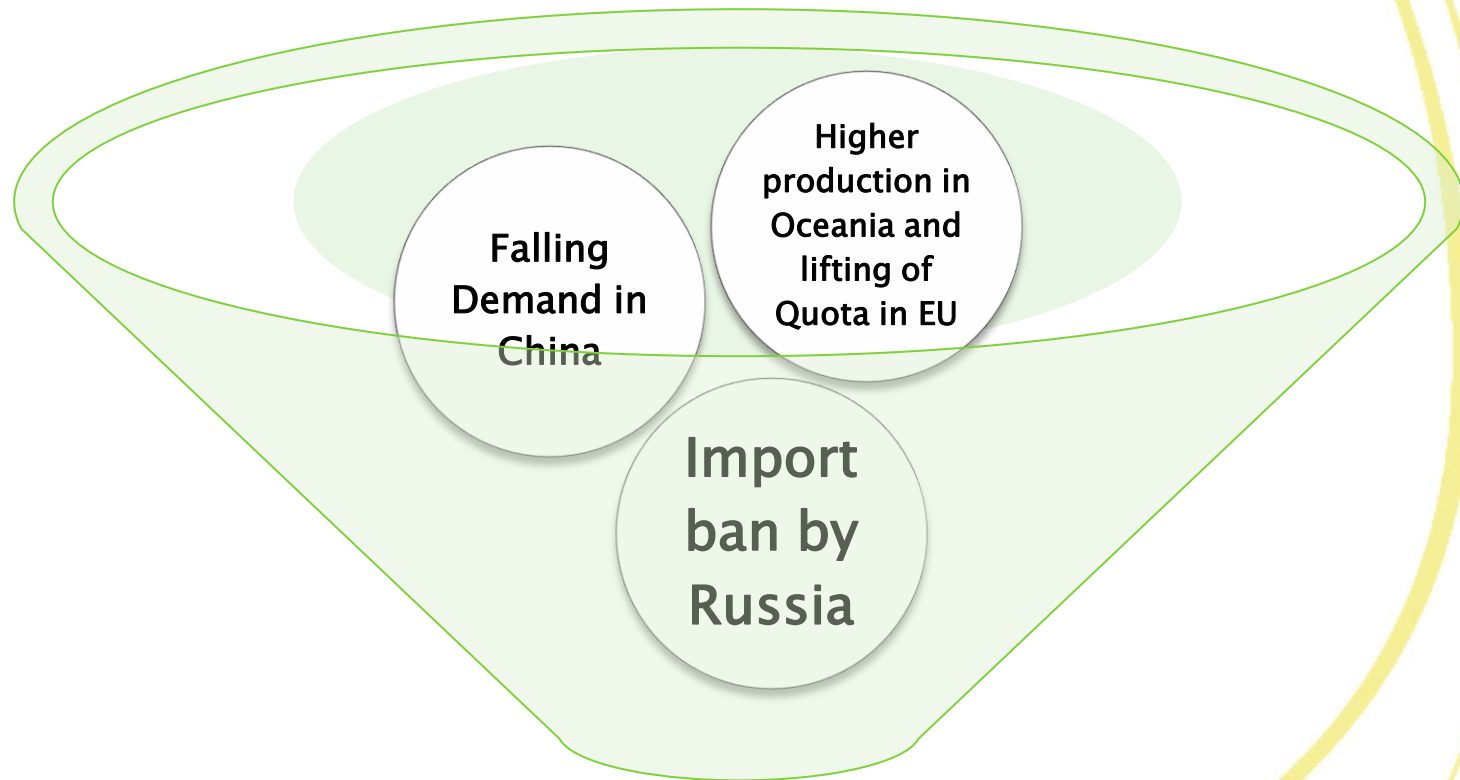 Falling
Demand in
China
Higher
production in
Oceania and
lifting of
Quota in EU
Import
ban by
Russia